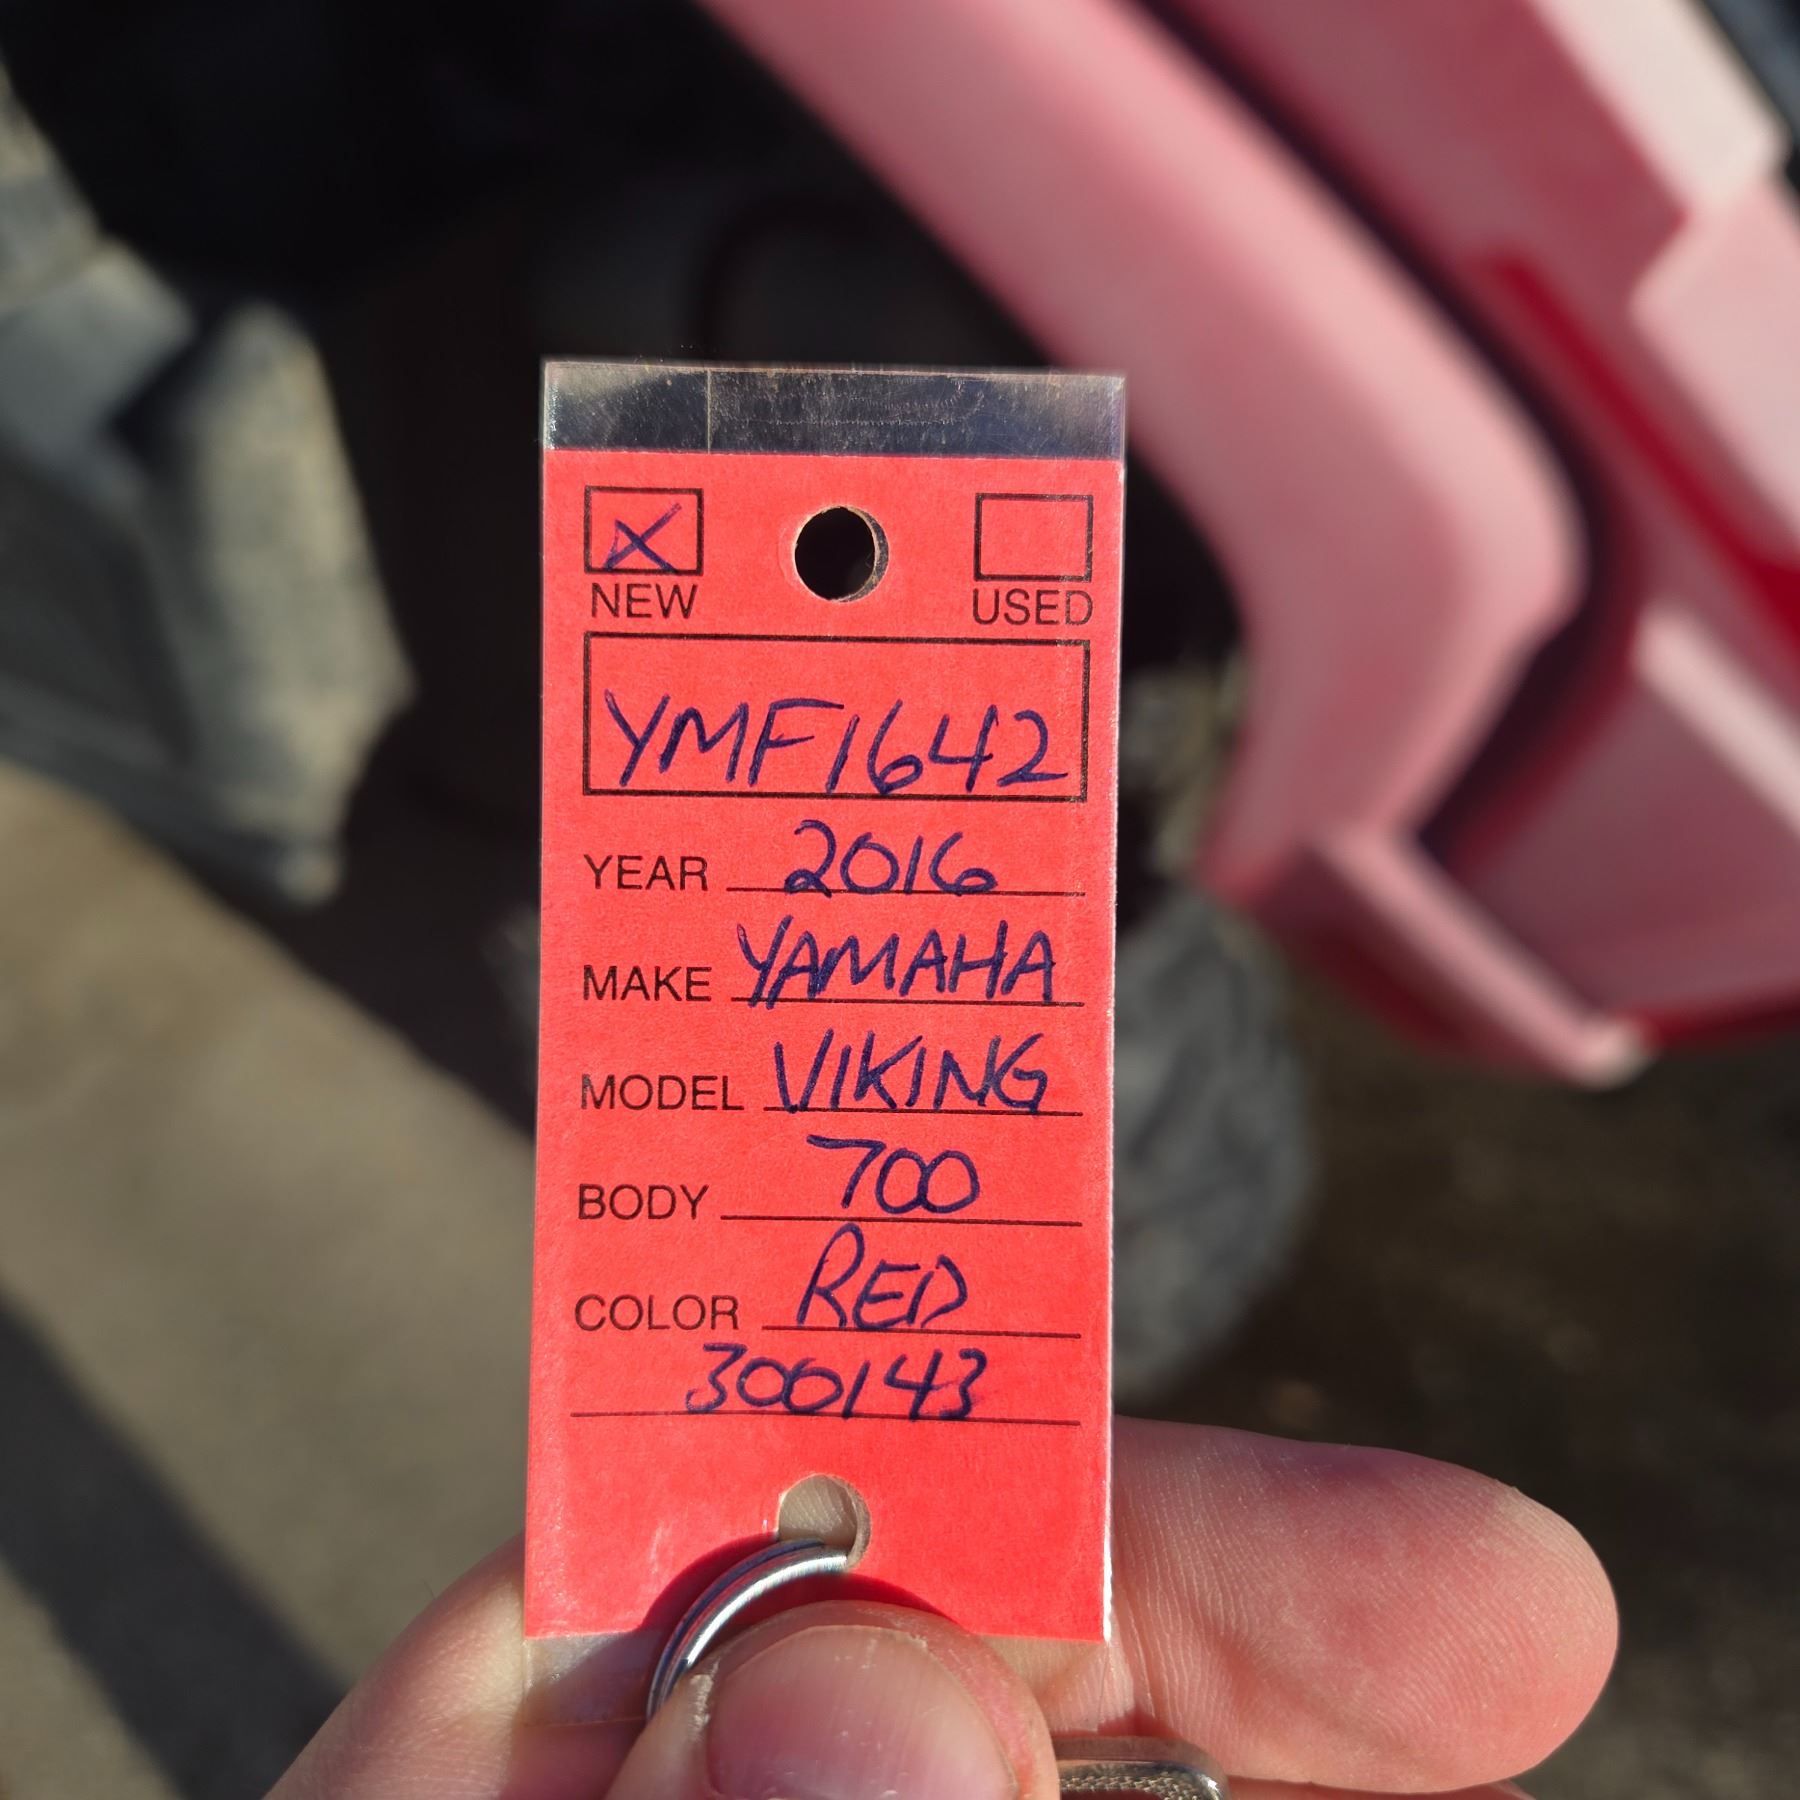 NEW USED
YMF1642
YEAR 2016
MAKE YAMAHA
MODEL VIKING
BODY 700
COLOR RED
300143